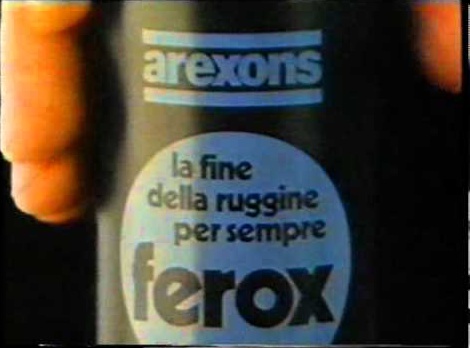 arexons
la fine
della ruggine
per sempre
ferox